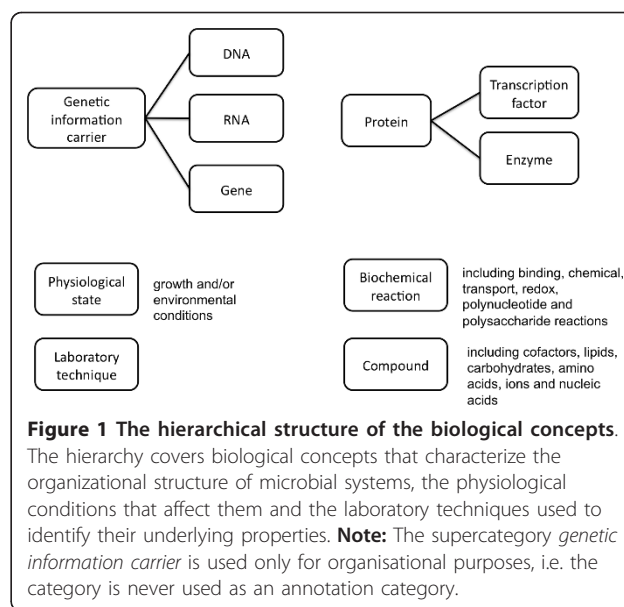 DNA
Genetic
information
carrier
RNA
Gene
Transcription
factor
Protein
Enzyme
Physiological
state
growth and/or
environmental
conditions
Biochemical
reaction
including binding, chemical,
transport, redox,
polynucleotide and
polysaccharide reactions
Laboratory
technique
Compound
including cofactors, lipids,
carbohydrates, amino
acids, ions and nucleic
acids
Figure 1 The hierarchical structure of the biological concepts.
The hierarchy covers biological concepts that characterize the
organizational structure of microbial systems, the physiological
conditions that affect them and the laboratory techniques used to
identify their underlying properties. Note: The supercategory genetic
information carrier is used only for organisational purposes, i.e. the
category is never used as an annotation category.